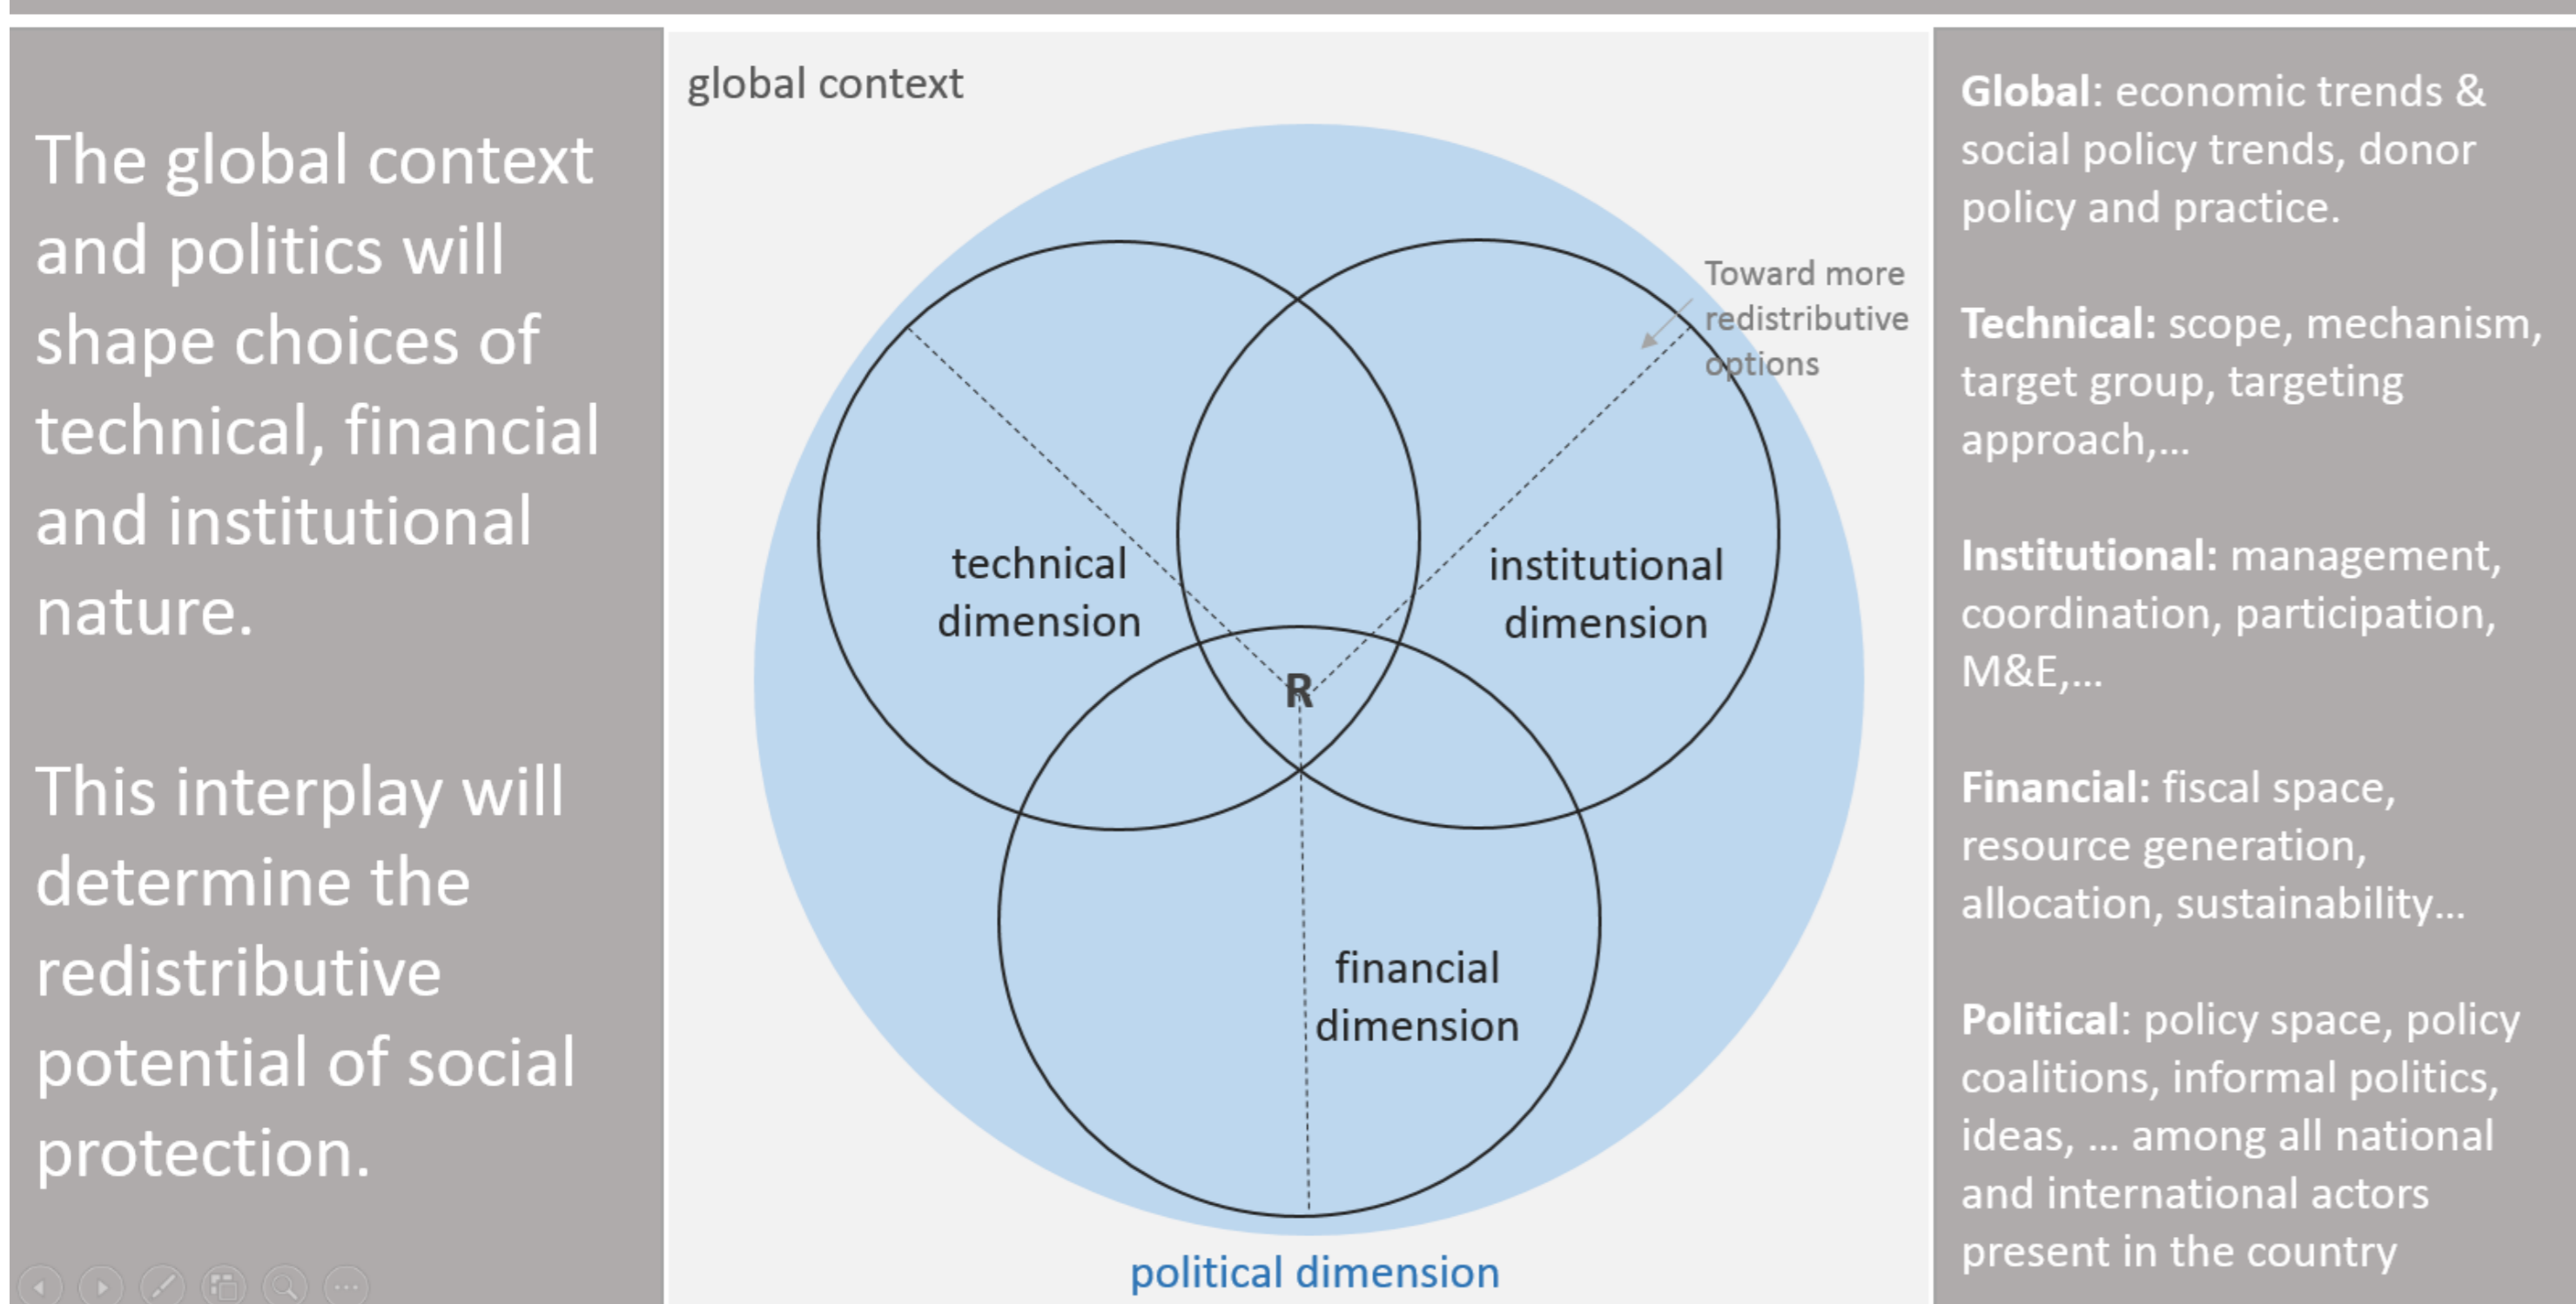 The global context
and politics will
shape choices of
technical, financial
and institutional
nature.
This interplay will
determine the
redistributive
potential of social
protection.
global context
Toward more
redistributive
options
technical
dimension
institutional
dimension
R
financial
dimension
political dimension
Global: economic trends &
social policy trends, donor
policy and practice.
Technical: scope, mechanism,
target group, targeting
approach,...
Institutional: management,
coordination, participation,
M&E,...
Financial: fiscal space,
resource generation,
allocation, sustainability...
Political: policy space, policy
coalitions, informal politics,
ideas, ... among all national
and international actors
present in the country